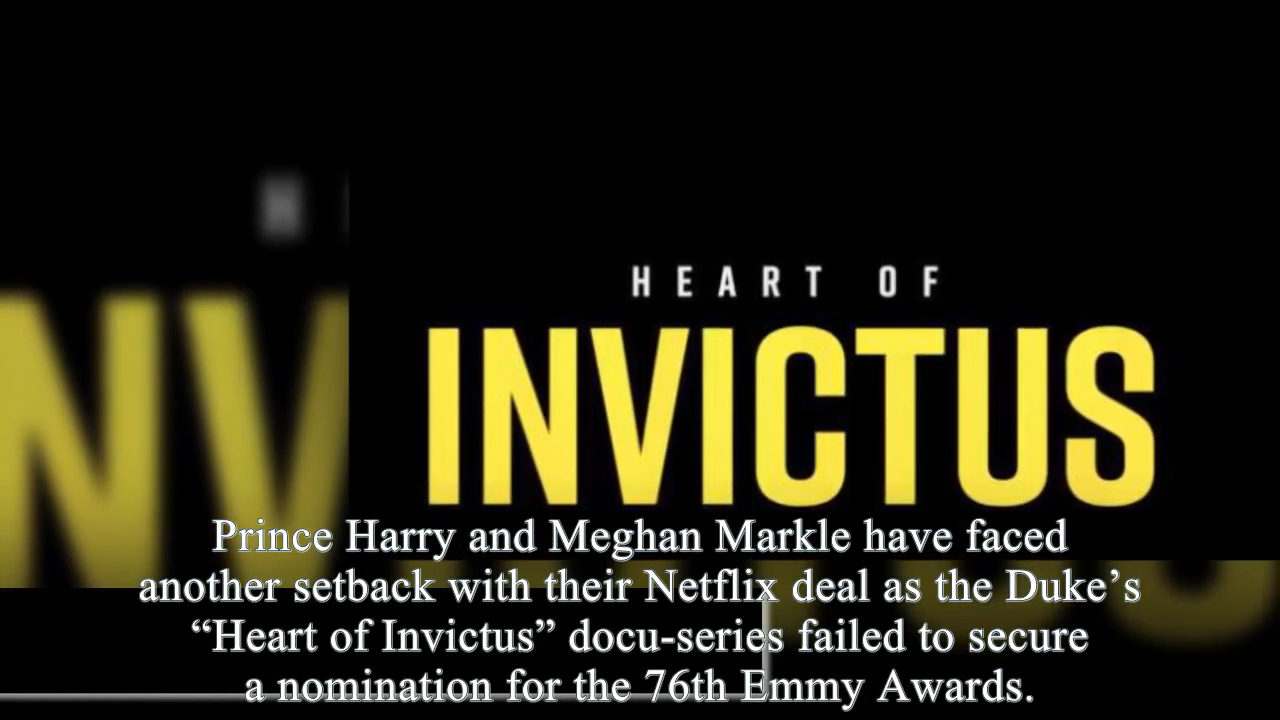 H
NV
HEART OF
INVICTUS
Prince Harry and Meghan Markle have faced
another setback with their Netflix deal as the Duke’s
“Heart of Invictus” docu-series failed to secure
a nomination for the 76th Emmy Awards.